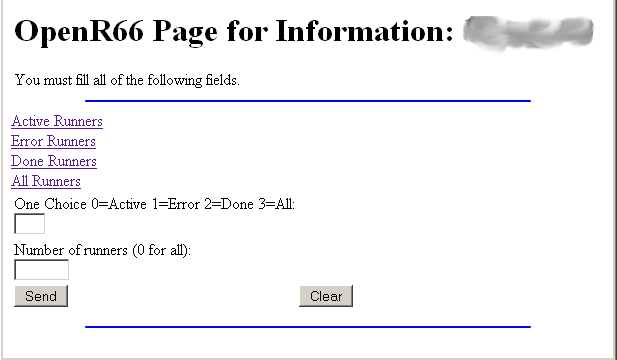 OpenR66 Page for Information:
You must fill all of the following fields.
Active Runners
Error Runners
Done Runners
All Runners
One Choice 0=Active 1=Error 2=Done 3=All:
Number of runners (0 for all):
Send Clear